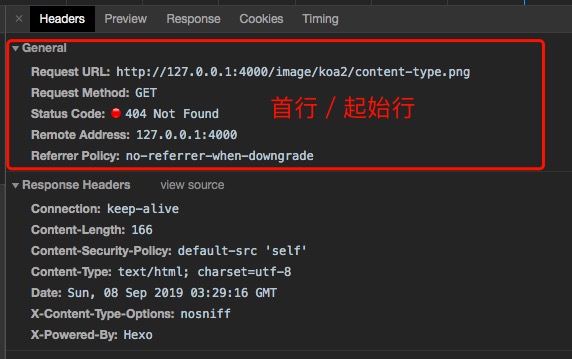 × Headers Preview Response Cookies Timing
▼ General
Request URL: http://127.0.0.1:4000/image/koa2/content-type.png
Request Method: GET
Status Code: 404 Not Found
首行 / 起始行
Remote Address: 127.0.0.1:4000
Referrer Policy: no-referrer-when-downgrade
▼ Response Headers view source
Connection: keep-alive
Content-Length: 166
Content-Security-Policy: default-src 'self'
Content-Type: text/html; charset=utf-8
Date: Sun, 08 Sep 2019 03:29:16 GMT
X-Content-Type-Options: nosniff
X-Powered-By: Hexo